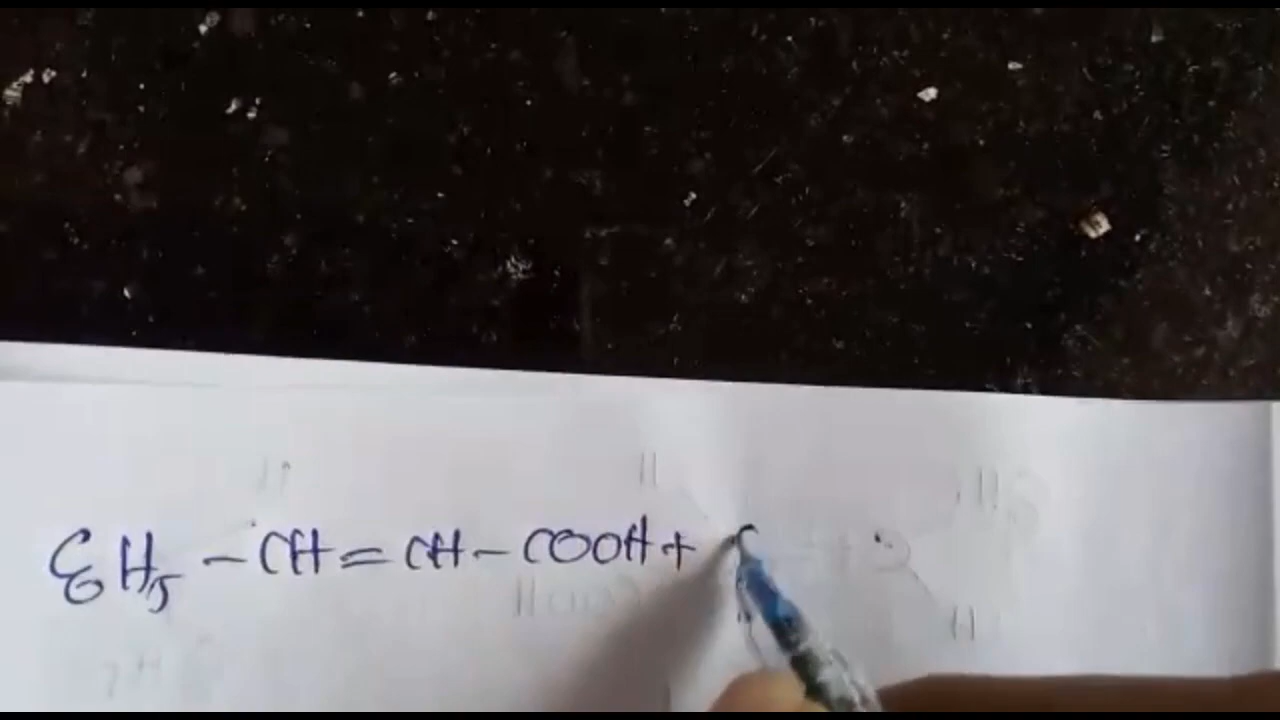 C6H5 – CH = CH – COOH + C